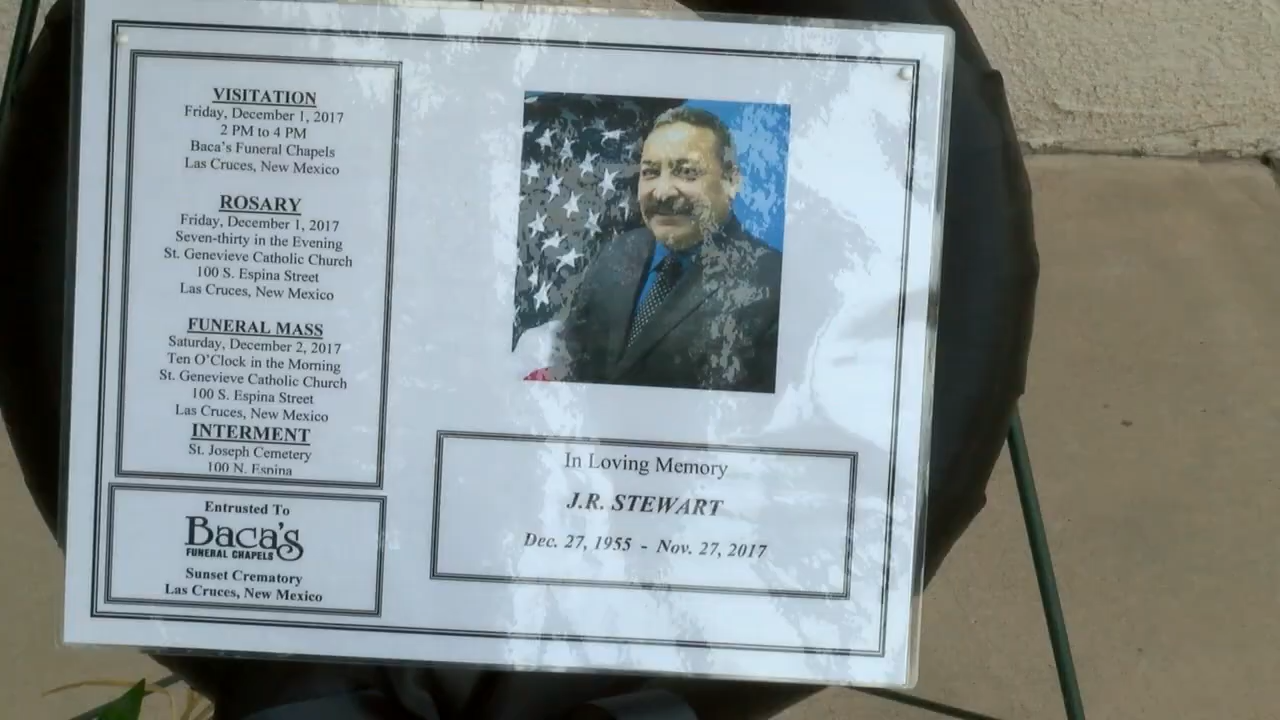 VISITATION
Friday, December 1, 2017
2 PM to 4 PM
Baca's Funeral Chapels
Las Cruces, New Mexico
ROSARY
Friday, December 1, 2017
Seven-thirty in the Evening
St. Genevieve Catholic Church
100 S. Espina Street
Las Cruces, New Mexico
FUNERAL MASS
Saturday, December 2, 2017
Ten O'Clock in the Morning
St. Genevieve Catholic Church
100 S. Espina Street
Las Cruces, New Mexico
INTERMENT
St. Joseph Cemetery
100 N. Espina
Entrusted To
Baca's
FUNERAL CHAPELS
Sunset Crematory
Las Cruces, New Mexico
In Loving Memory
J.R. STEWART
Dec. 27, 1955 - Nov. 27, 2017